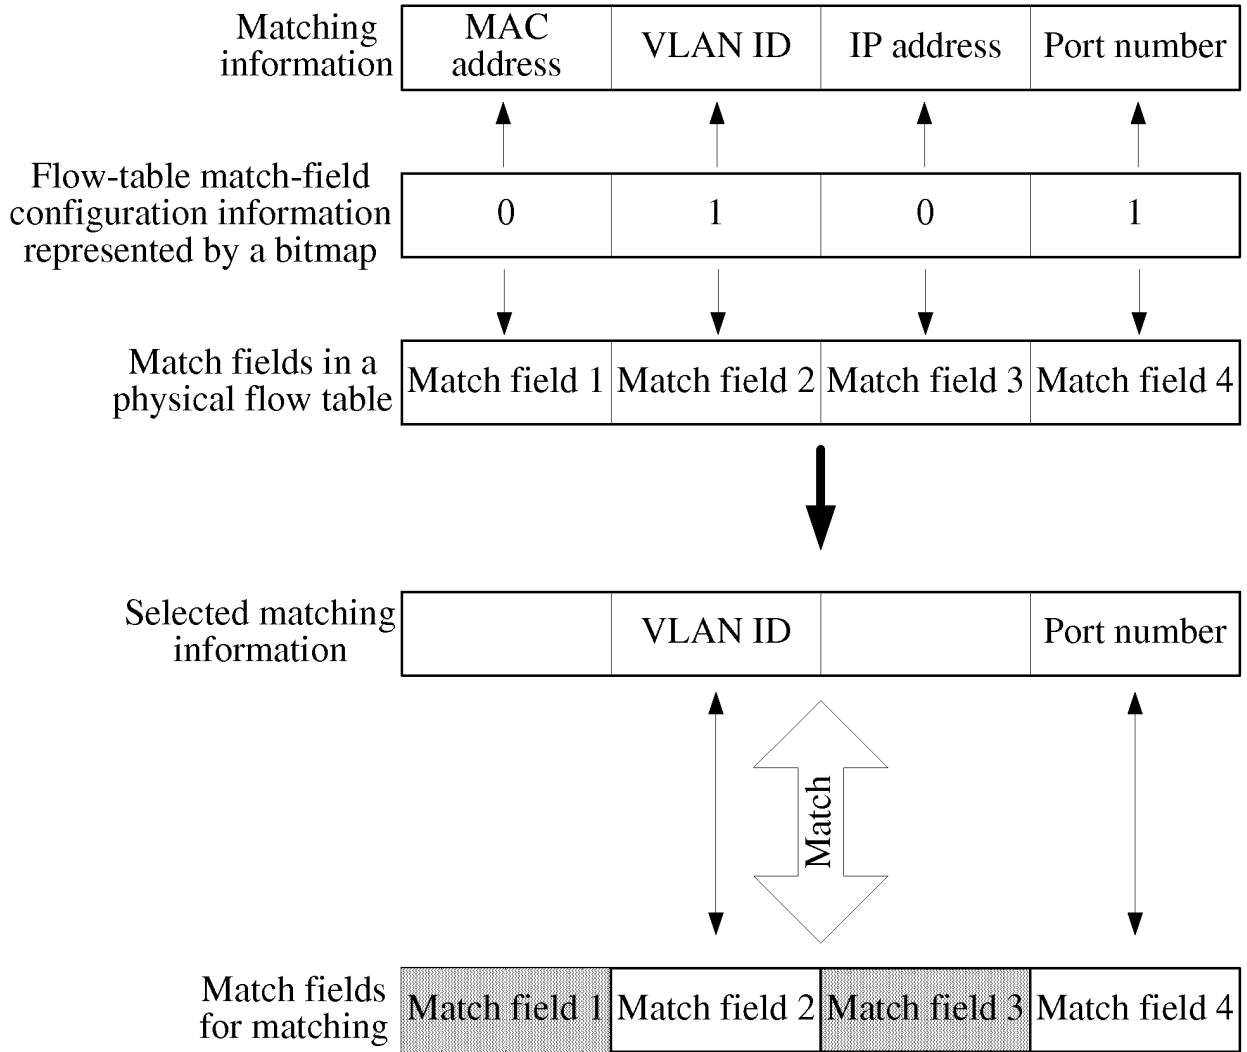 Matching information
MAC address
VLAN ID
IP address
Port number
Flow-table match-field configuration information represented by a bitmap
0
1
0
1
Match fields in a physical flow table
Match field 1
Match field 2
Match field 3
Match field 4
Selected matching information
VLAN ID
Port number
Match
Match fields for matching
Match field 1
Match field 2
Match field 3
Match field 4